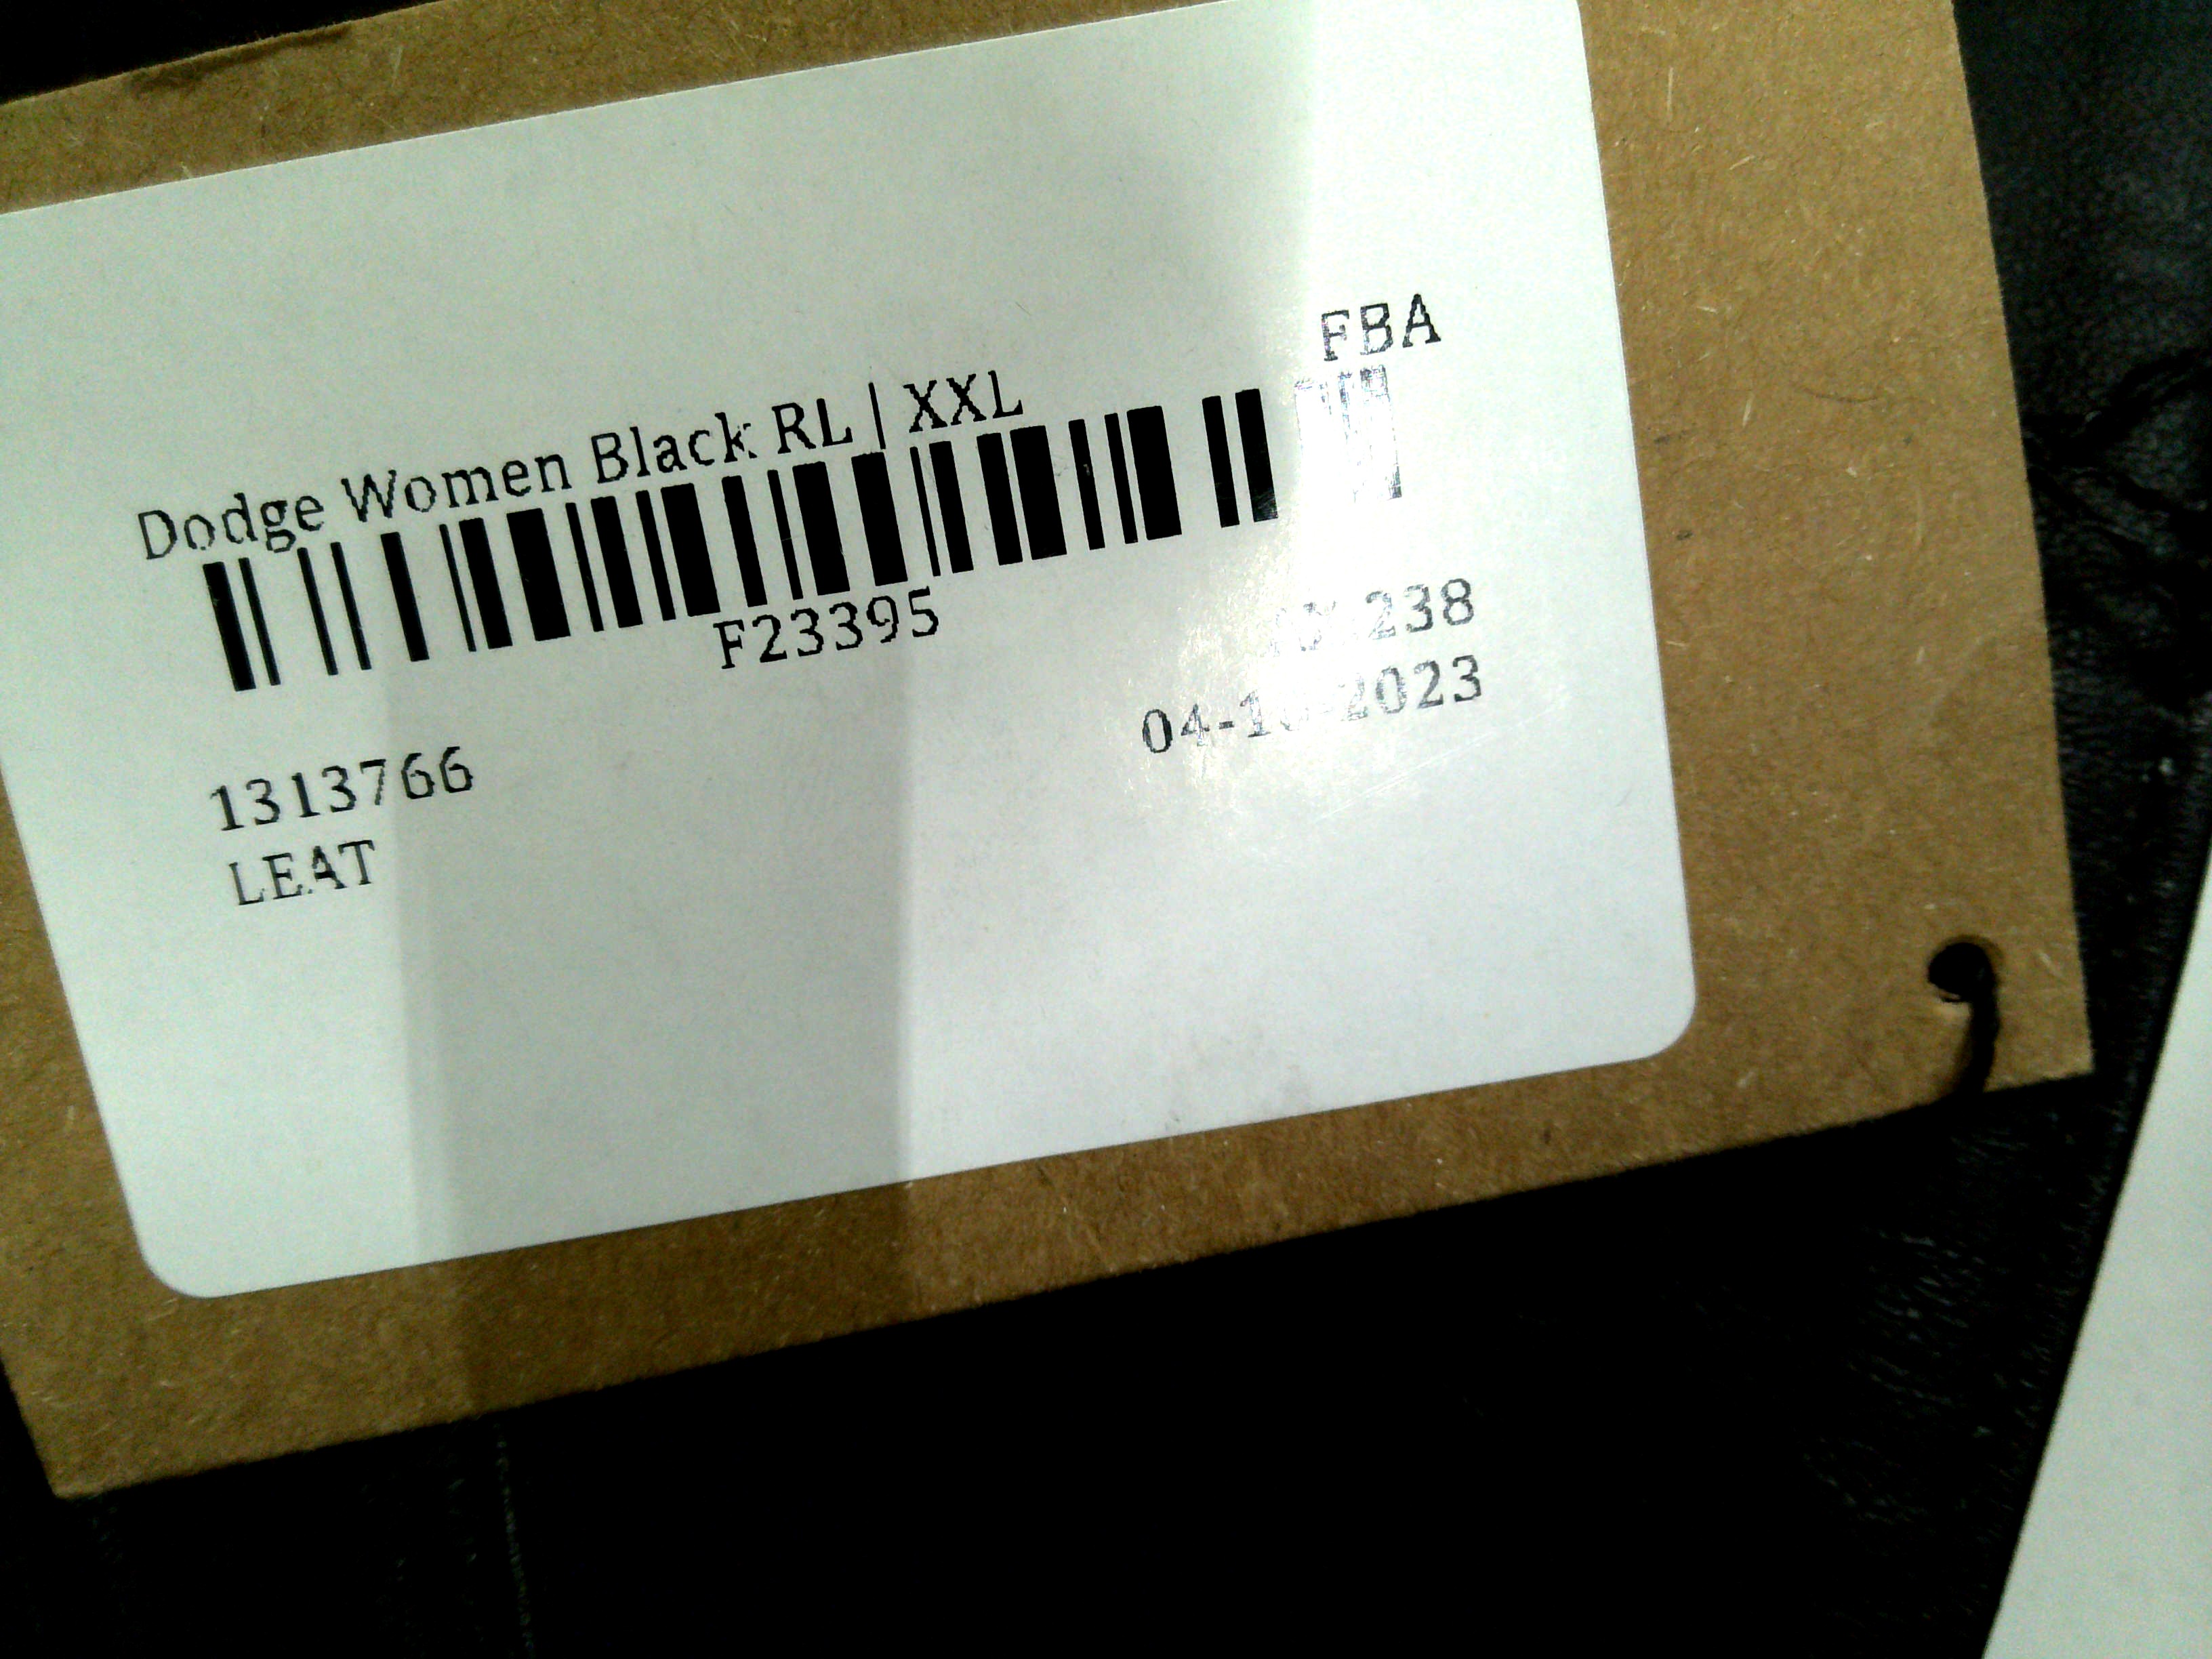 FBA
Dodge Women Black RL | XXL
F23395
1313766
LEAT